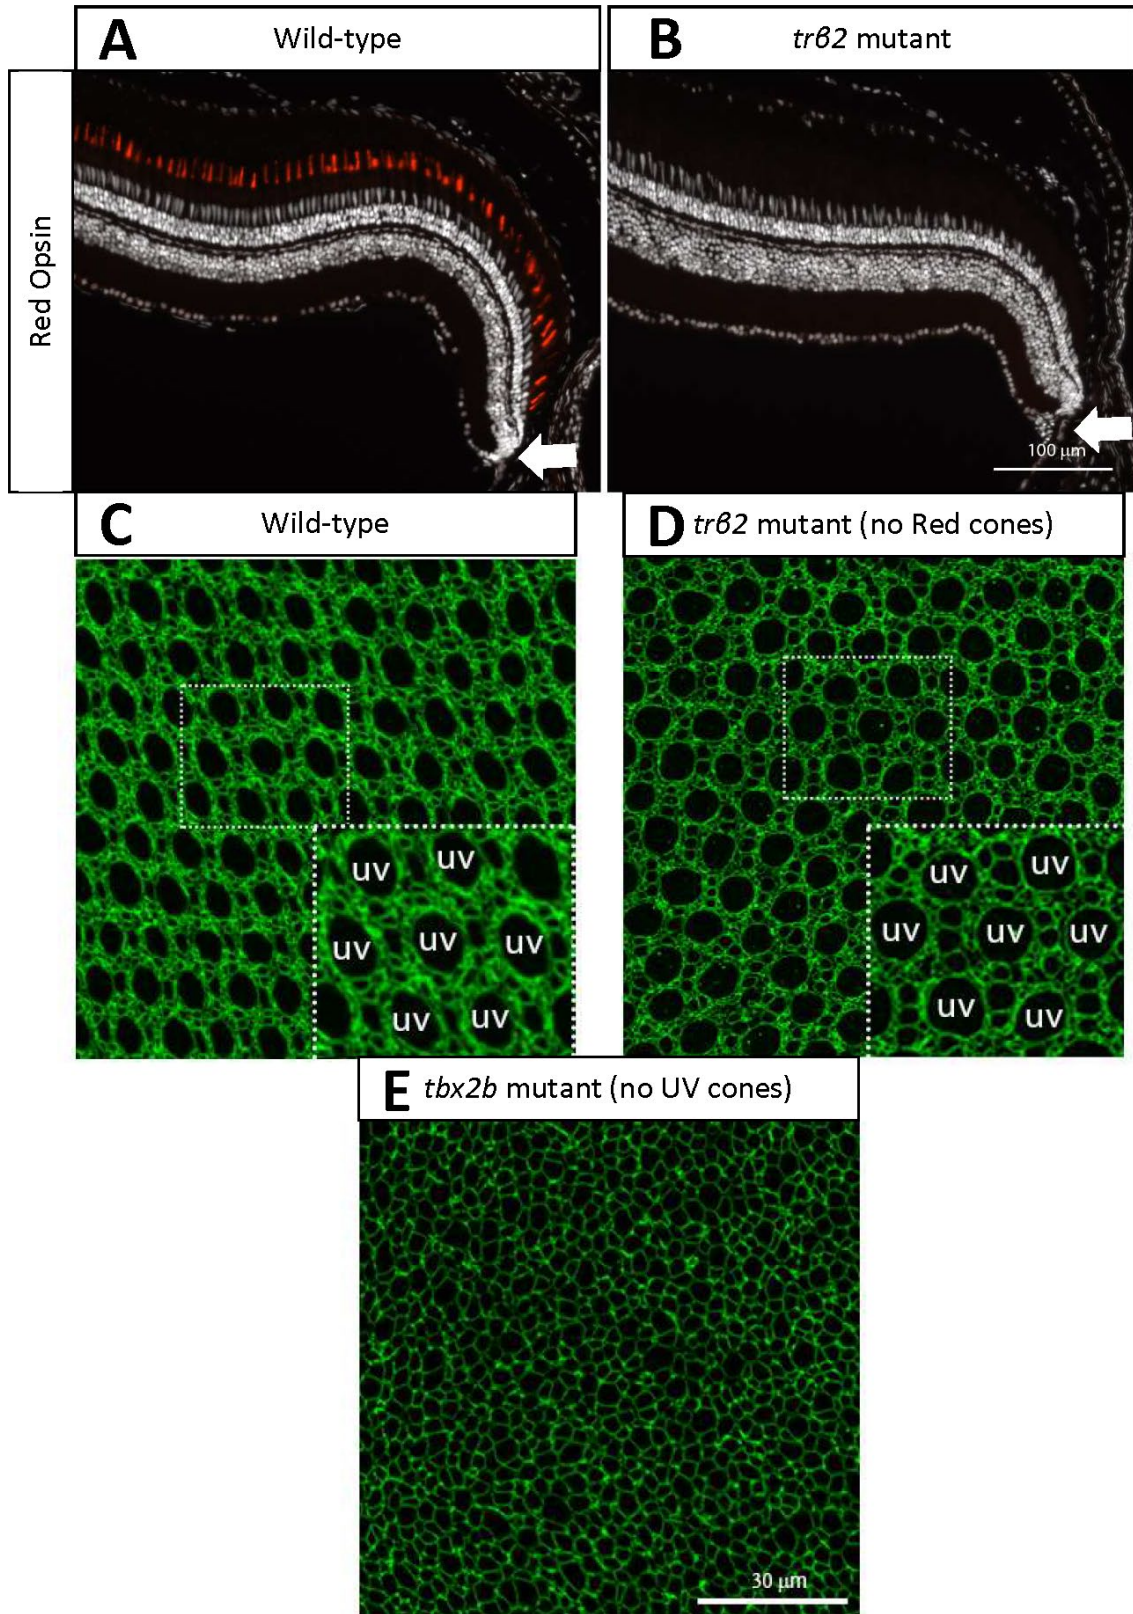 A Wild-type
B trβ2 mutant
Red Opsin
100 µm
C Wild-type
D trβ2 mutant (no Red cones)
uv uv
uv uv uv
uv uv
uv uv
uv uv uv
uv uv
E tbx2b mutant (no UV cones)
30 µm